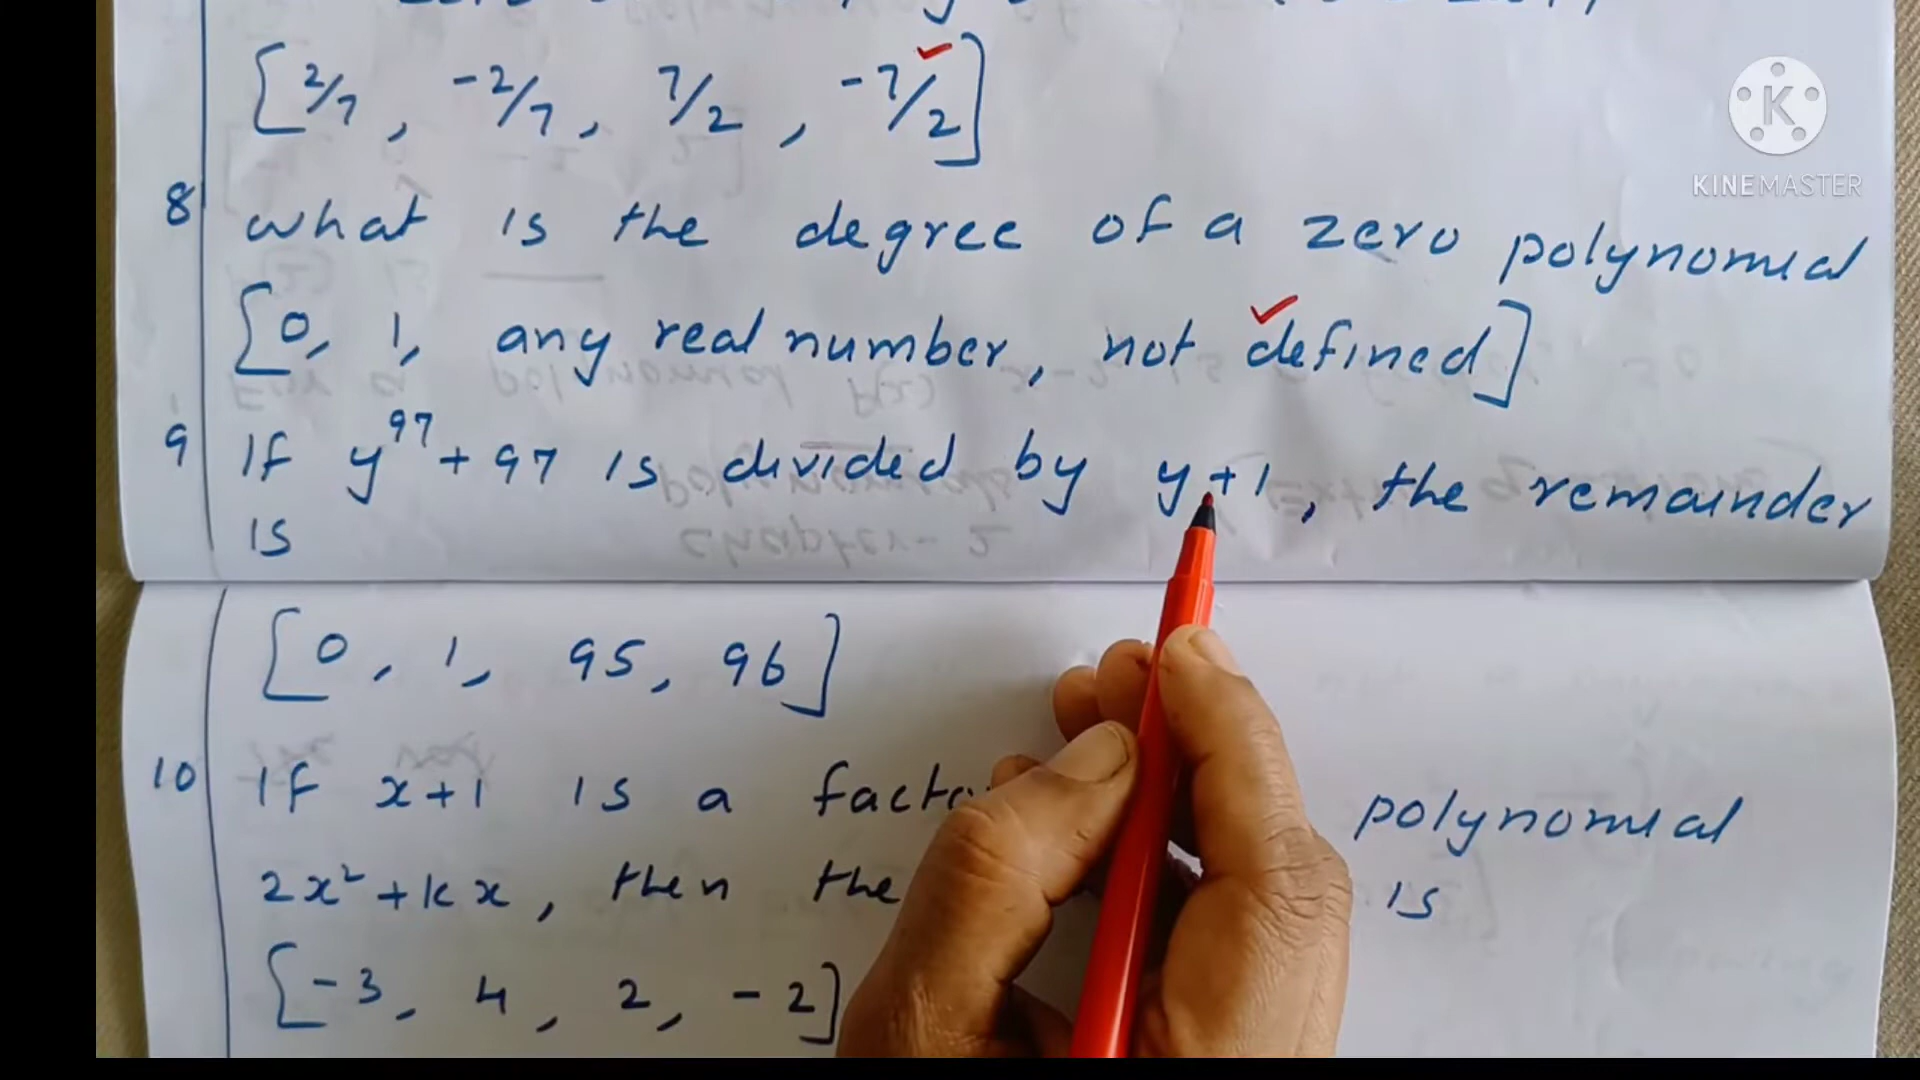 [2/7, -2/7, 7/2, -7/2]
8 what is the degree of a zero polynomial
[0, 1, any real number, not defined]
9 If y^97 + 97 is divided by y+1, the remainder
is
[0, 1, 95, 96]
10 If x+1 is a polynomial
2x² + kx, then the is
[-3, 4, 2, -2]
KINEMASTER